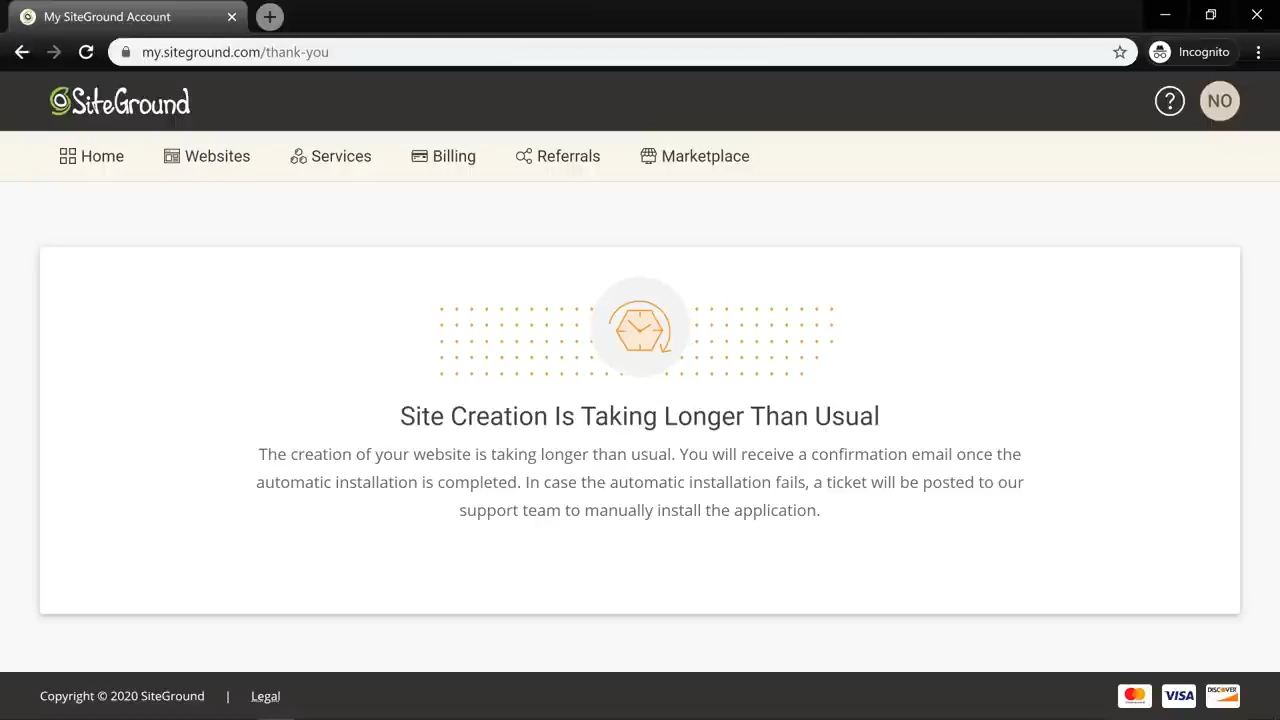 My SiteGround Account
my.siteground.com/thank-you
Incognito
SiteGround
? NO
Home Websites Services Billing Referrals Marketplace
Site Creation Is Taking Longer Than Usual
The creation of your website is taking longer than usual. You will receive a confirmation email once the
automatic installation is completed. In case the automatic installation fails, a ticket will be posted to our
support team to manually install the application.
Copyright © 2020 SiteGround | Legal
VISA DISCOVER